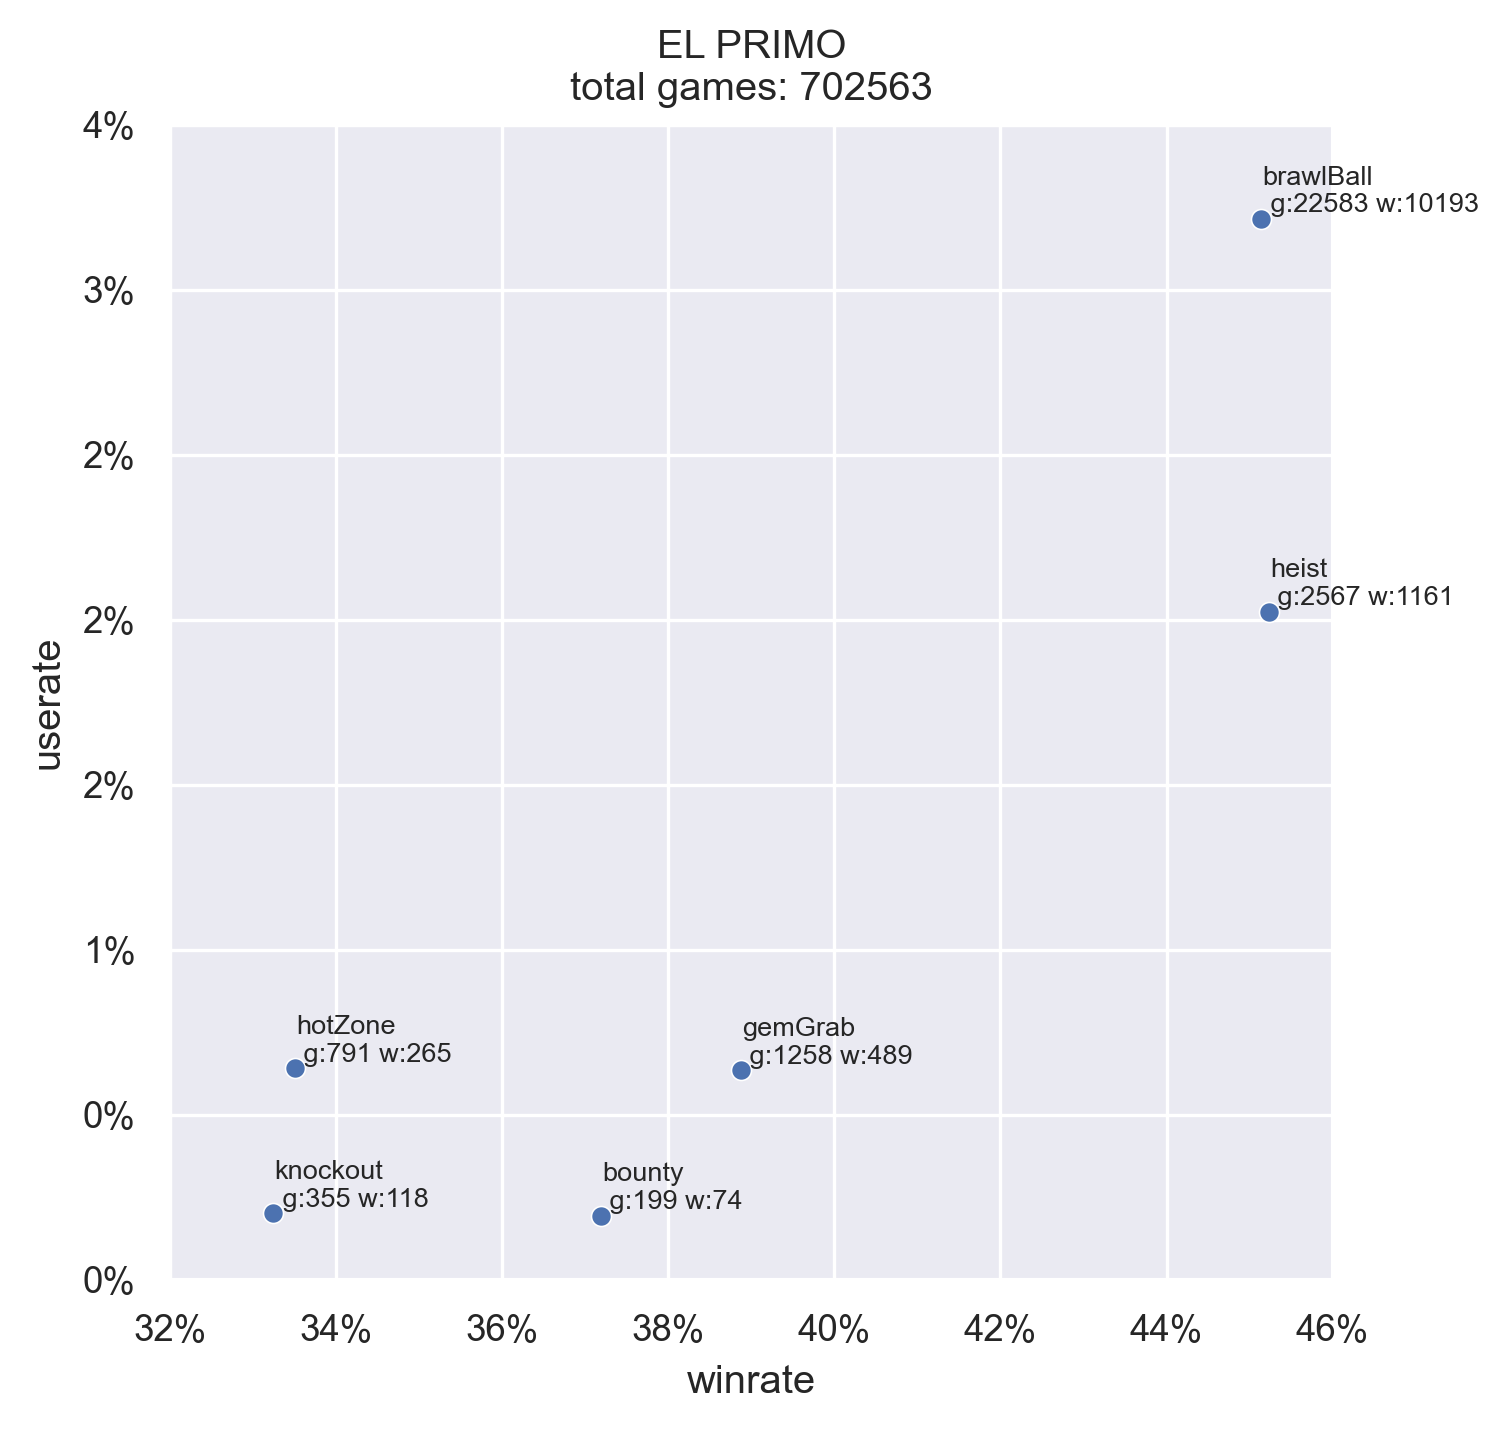 EL PRIMO
total games: 702563
4%
3%
2%
2%
2%
1%
0%
0%
userate
brawlBall
g:22583 w:10193
heist
g:2567 w:1161
hotZone
g:791 w:265
gemGrab
g:1258 w:489
knockout
g:355 w:118
bounty
g:199 w:74
32% 34% 36% 38% 40% 42% 44% 46%
winrate